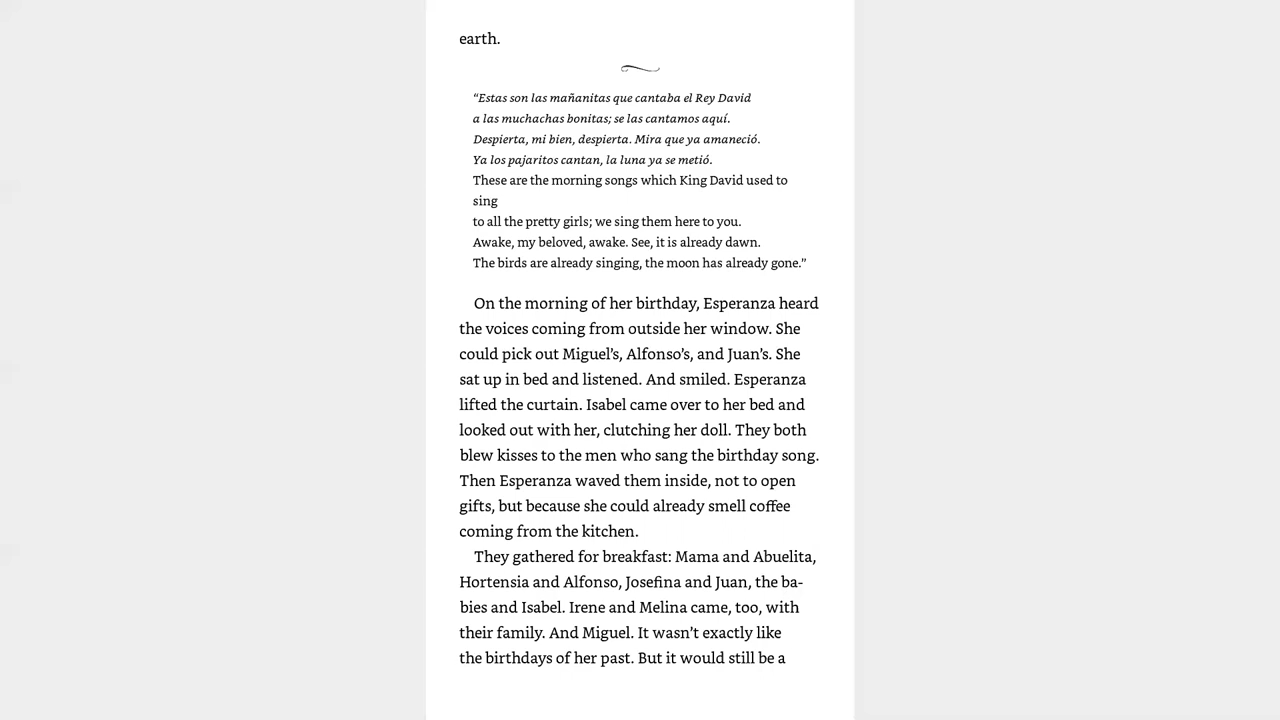 earth.
“Estas son las mañanitas que cantaba el Rey David
a las muchachas bonitas; se las cantamos aquí.
Despierta, mi bien, despierta. Mira que ya amaneció.
Ya los pajaritos cantan, la luna ya se metió.
These are the morning songs which King David used to
sing
to all the pretty girls; we sing them here to you.
Awake, my beloved, awake. See, it is already dawn.
The birds are already singing, the moon has already gone.”
On the morning of her birthday, Esperanza heard
the voices coming from outside her window. She
could pick out Miguel’s, Alfonso’s, and Juan’s. She
sat up in bed and listened. And smiled. Esperanza
lifted the curtain. Isabel came over to her bed and
looked out with her, clutching her doll. They both
blew kisses to the men who sang the birthday song.
Then Esperanza waved them inside, not to open
gifts, but because she could already smell coffee
coming from the kitchen.
They gathered for breakfast: Mama and Abuelita,
Hortensia and Alfonso, Josefina and Juan, the ba-
bies and Isabel. Irene and Melina came, too, with
their family. And Miguel. It wasn’t exactly like
the birthdays of her past. But it would still be a